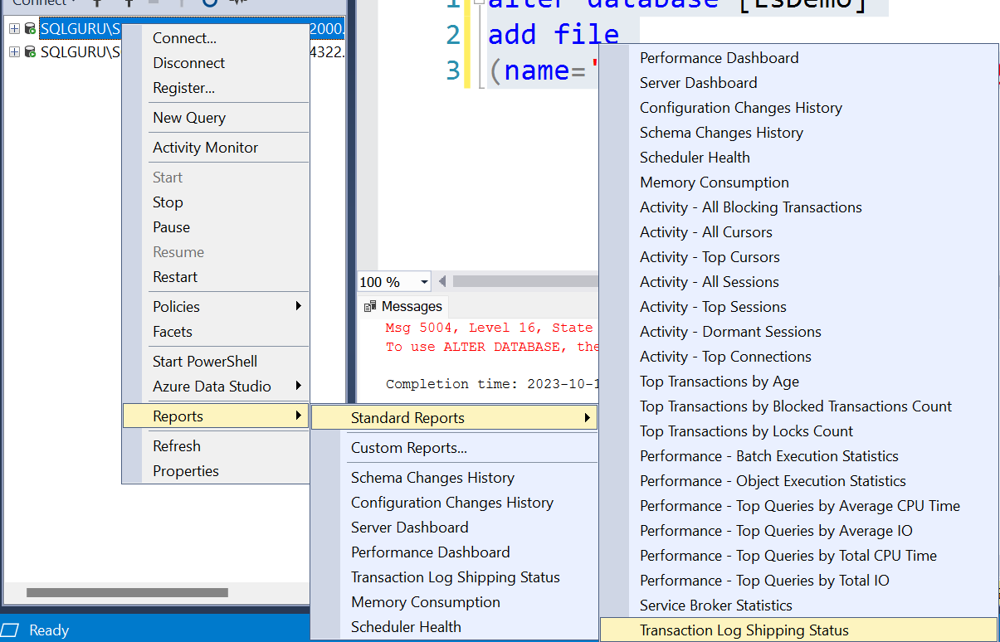 Connect
SQLGURU\S
2000.
SQLGURU\S
4322.
Connect...
Disconnect
Register...
New Query
Activity Monitor
Start
Stop
Pause
Resume
Restart
Policies
Facets
Start PowerShell
Azure Data Studio
Reports
Refresh
Properties
1 alter database [LsDemo]
2 add file
3 (name='
100 %
Messages
Msg 5004, Level 16, State
To use ALTER DATABASE, the
Completion time: 2023-10-1
Standard Reports
Custom Reports...
Schema Changes History
Configuration Changes History
Server Dashboard
Performance Dashboard
Transaction Log Shipping Status
Memory Consumption
Scheduler Health
Performance Dashboard
Server Dashboard
Configuration Changes History
Schema Changes History
Scheduler Health
Memory Consumption
Activity - All Blocking Transactions
Activity - All Cursors
Activity - Top Cursors
Activity - All Sessions
Activity - Top Sessions
Activity - Dormant Sessions
Activity - Top Connections
Top Transactions by Age
Top Transactions by Blocked Transactions Count
Top Transactions by Locks Count
Performance - Batch Execution Statistics
Performance - Object Execution Statistics
Performance - Top Queries by Average CPU Time
Performance - Top Queries by Average IO
Performance - Top Queries by Total CPU Time
Performance - Top Queries by Total IO
Service Broker Statistics
Transaction Log Shipping Status
Ready